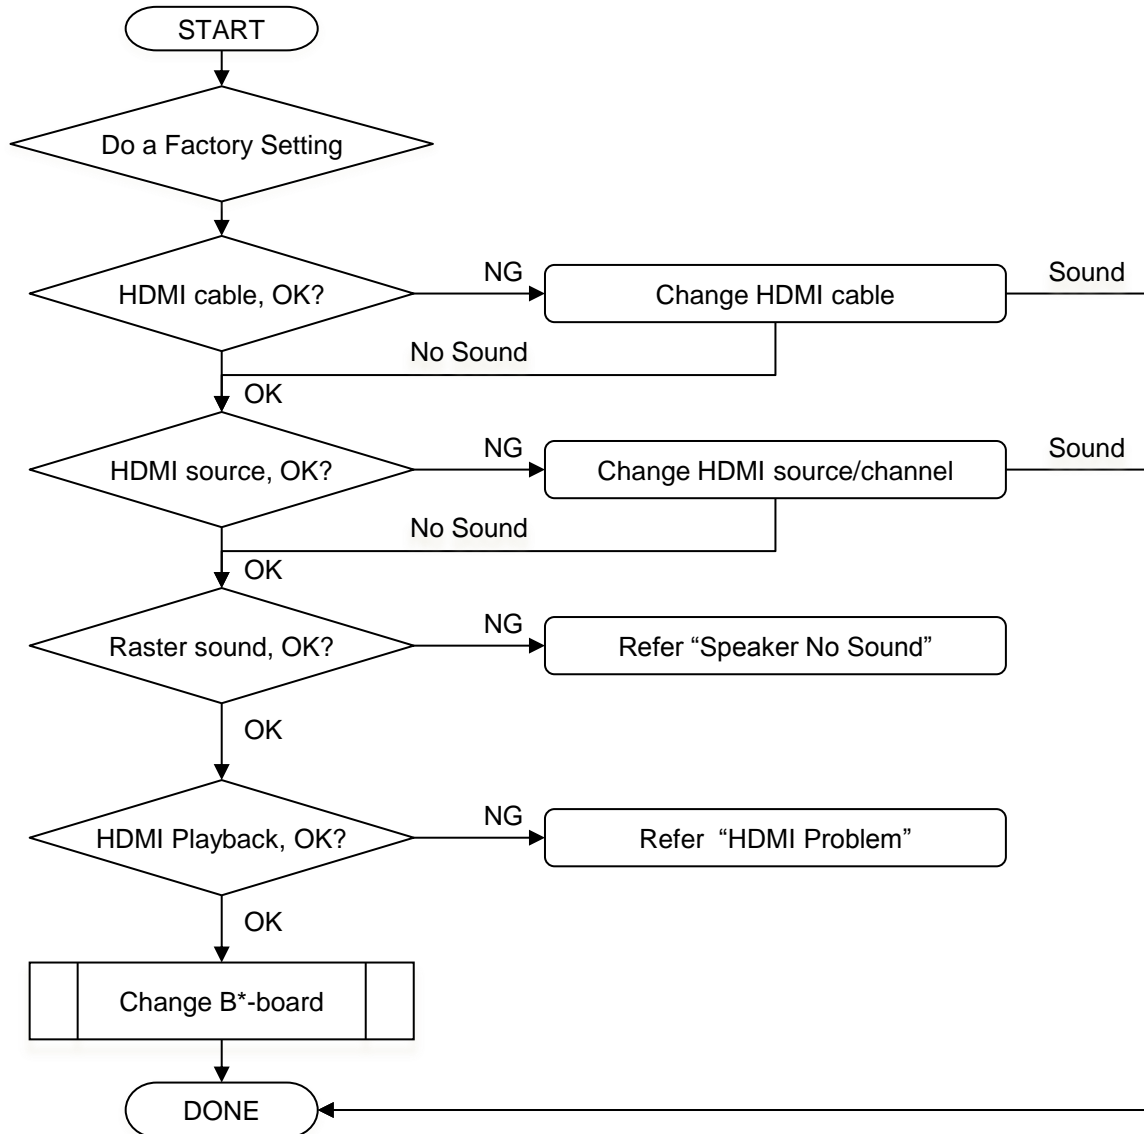 START
Do a Factory Setting
HDMI cable, OK?
NG
Change HDMI cable
Sound
No Sound
OK
HDMI source, OK?
NG
Change HDMI source/channel
Sound
No Sound
OK
Raster sound, OK?
NG
Refer “Speaker No Sound”
OK
HDMI Playback, OK?
NG
Refer “HDMI Problem”
OK
Change B*-board
DONE